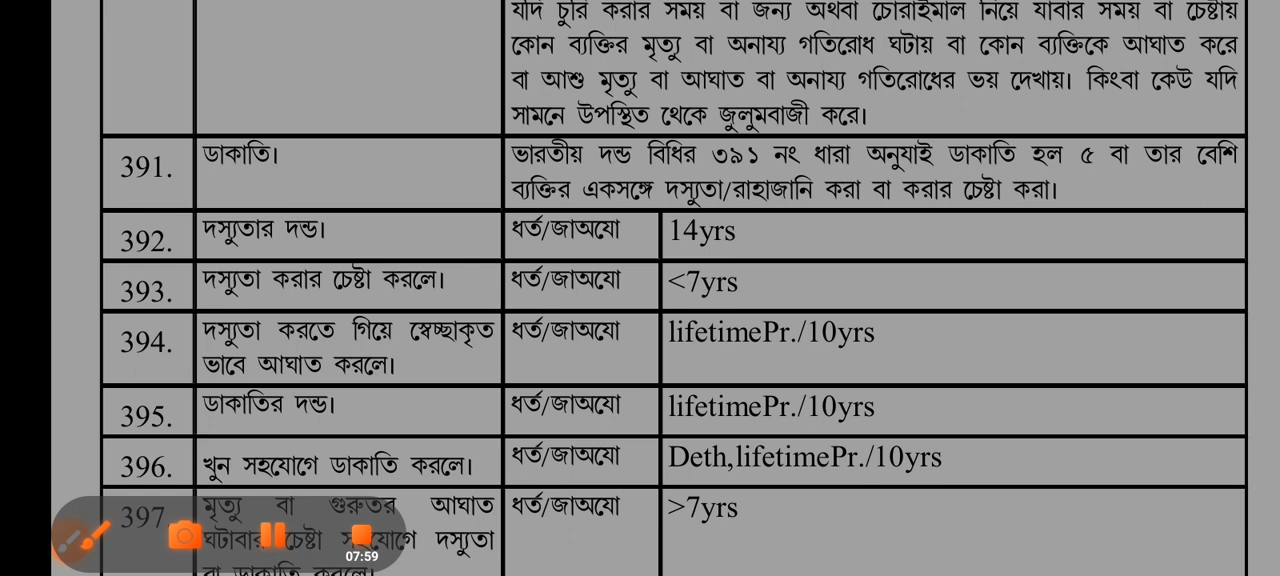 যদি চুরি করার সময় বা জন্য অথবা চোরাইমাল নিয়ে যাবার সময় বা চেষ্টায়
কোন ব্যক্তির মৃত্যু বা অনায্য গতিরোধ ঘটায় বা কোন ব্যক্তিকে আঘাত করে
বা আশু মৃত্যু বা আঘাত বা অনায্য গতিরোধের ভয় দেখায়। কিংবা কেউ যদি
সামনে উপস্থিত থেকে জুলুমবাজী করে।
391. ডাকাতি। ভারতীয় দন্ড বিধির ৩৯১ নং ধারা অনুযাই ডাকাতি হল ৫ বা তার বেশি
ব্যক্তির একসঙ্গে দস্যুতা/রাহাজানি করা বা করার চেষ্টা করা।
392. দস্যুতার দন্ড। ধর্ত/জাঅযো 14yrs
393. দস্যুতা করার চেষ্টা করলে। ধর্ত/জাঅযো <7yrs
394. দস্যুতা করতে গিয়ে স্বেচ্ছাকৃত ধর্ত/জাঅযো lifetimePr./10yrs
ভাবে আঘাত করলে।
395. ডাকাতির দন্ড। ধর্ত/জাঅযো lifetimePr./10yrs
396. খুন সহযোগে ডাকাতি করলে। ধর্ত/জাঅযো Deth,lifetimePr./10yrs
397 মৃত্যু বা গুরুতর আঘাত ধর্ত/জাঅযো >7yrs
ঘটাবার চেষ্টা সহযোগে দস্যুতা
বা ডাকাতি করলে।
07:59